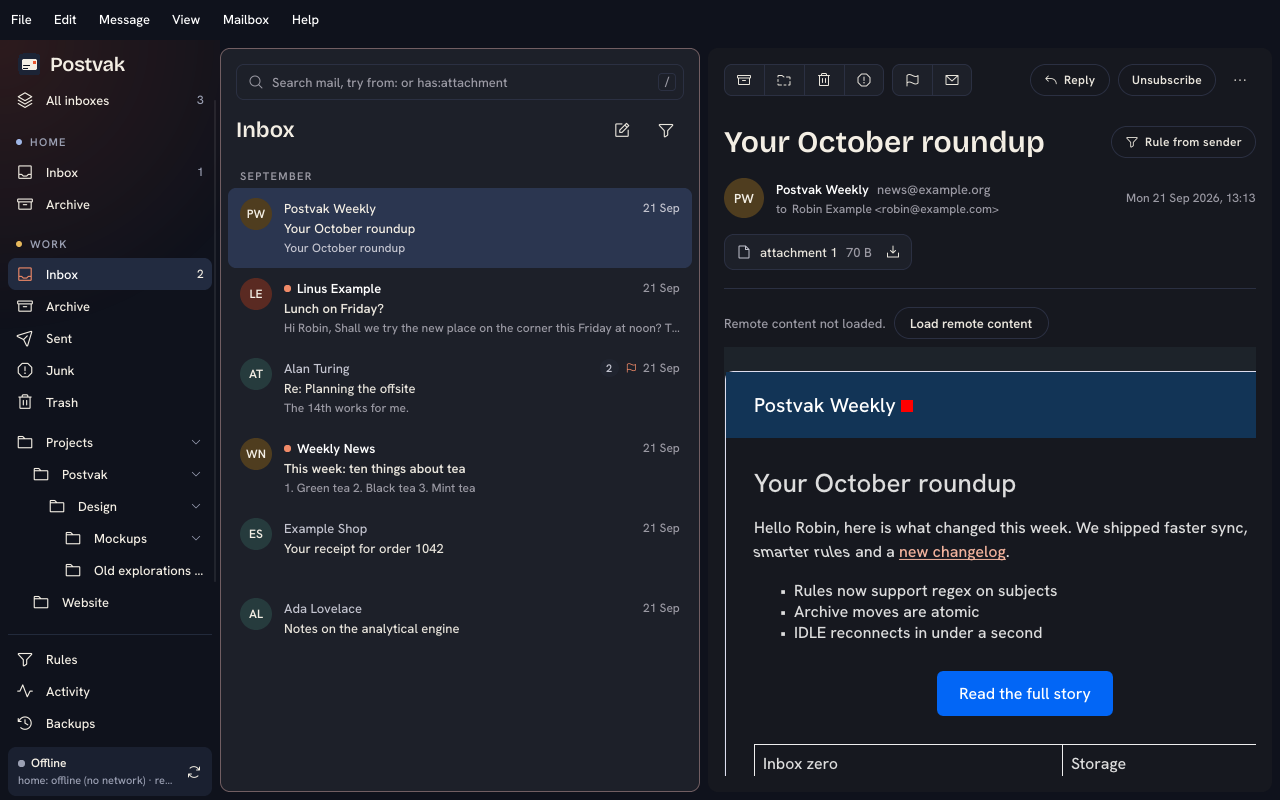 File Edit Message View Mailbox Help
Postvak
All inboxes 3
HOME
Inbox 1
Archive
WORK
Inbox 2
Archive
Sent
Junk
Trash
Projects
Postvak
Design
Mockups
Old explorations ...
Website
Rules
Activity
Backups
Offline
home: offline (no network) · re...
Search mail, try from: or has:attachment /
Inbox
SEPTEMBER
PW Postvak Weekly 21 Sep
Your October roundup
Your October roundup
LE Linus Example 21 Sep
Lunch on Friday?
Hi Robin, Shall we try the new place on the corner this Friday at noon? T...
AT Alan Turing 2 21 Sep
Re: Planning the offsite
The 14th works for me.
WN Weekly News 21 Sep
This week: ten things about tea
1. Green tea 2. Black tea 3. Mint tea
ES Example Shop 21 Sep
Your receipt for order 1042
AL Ada Lovelace 21 Sep
Notes on the analytical engine
Reply Unsubscribe ...
Your October roundup Rule from sender
PW Postvak Weekly news@example.org Mon 21 Sep 2026, 13:13
to Robin Example <robin@example.com>
attachment 1 70 B
Remote content not loaded. Load remote content
Postvak Weekly
Your October roundup
Hello Robin, here is what changed this week. We shipped faster sync,
smarter rules and a new changelog.
▪ Rules now support regex on subjects
▪ Archive moves are atomic
▪ IDLE reconnects in under a second
Read the full story
Inbox zero Storage